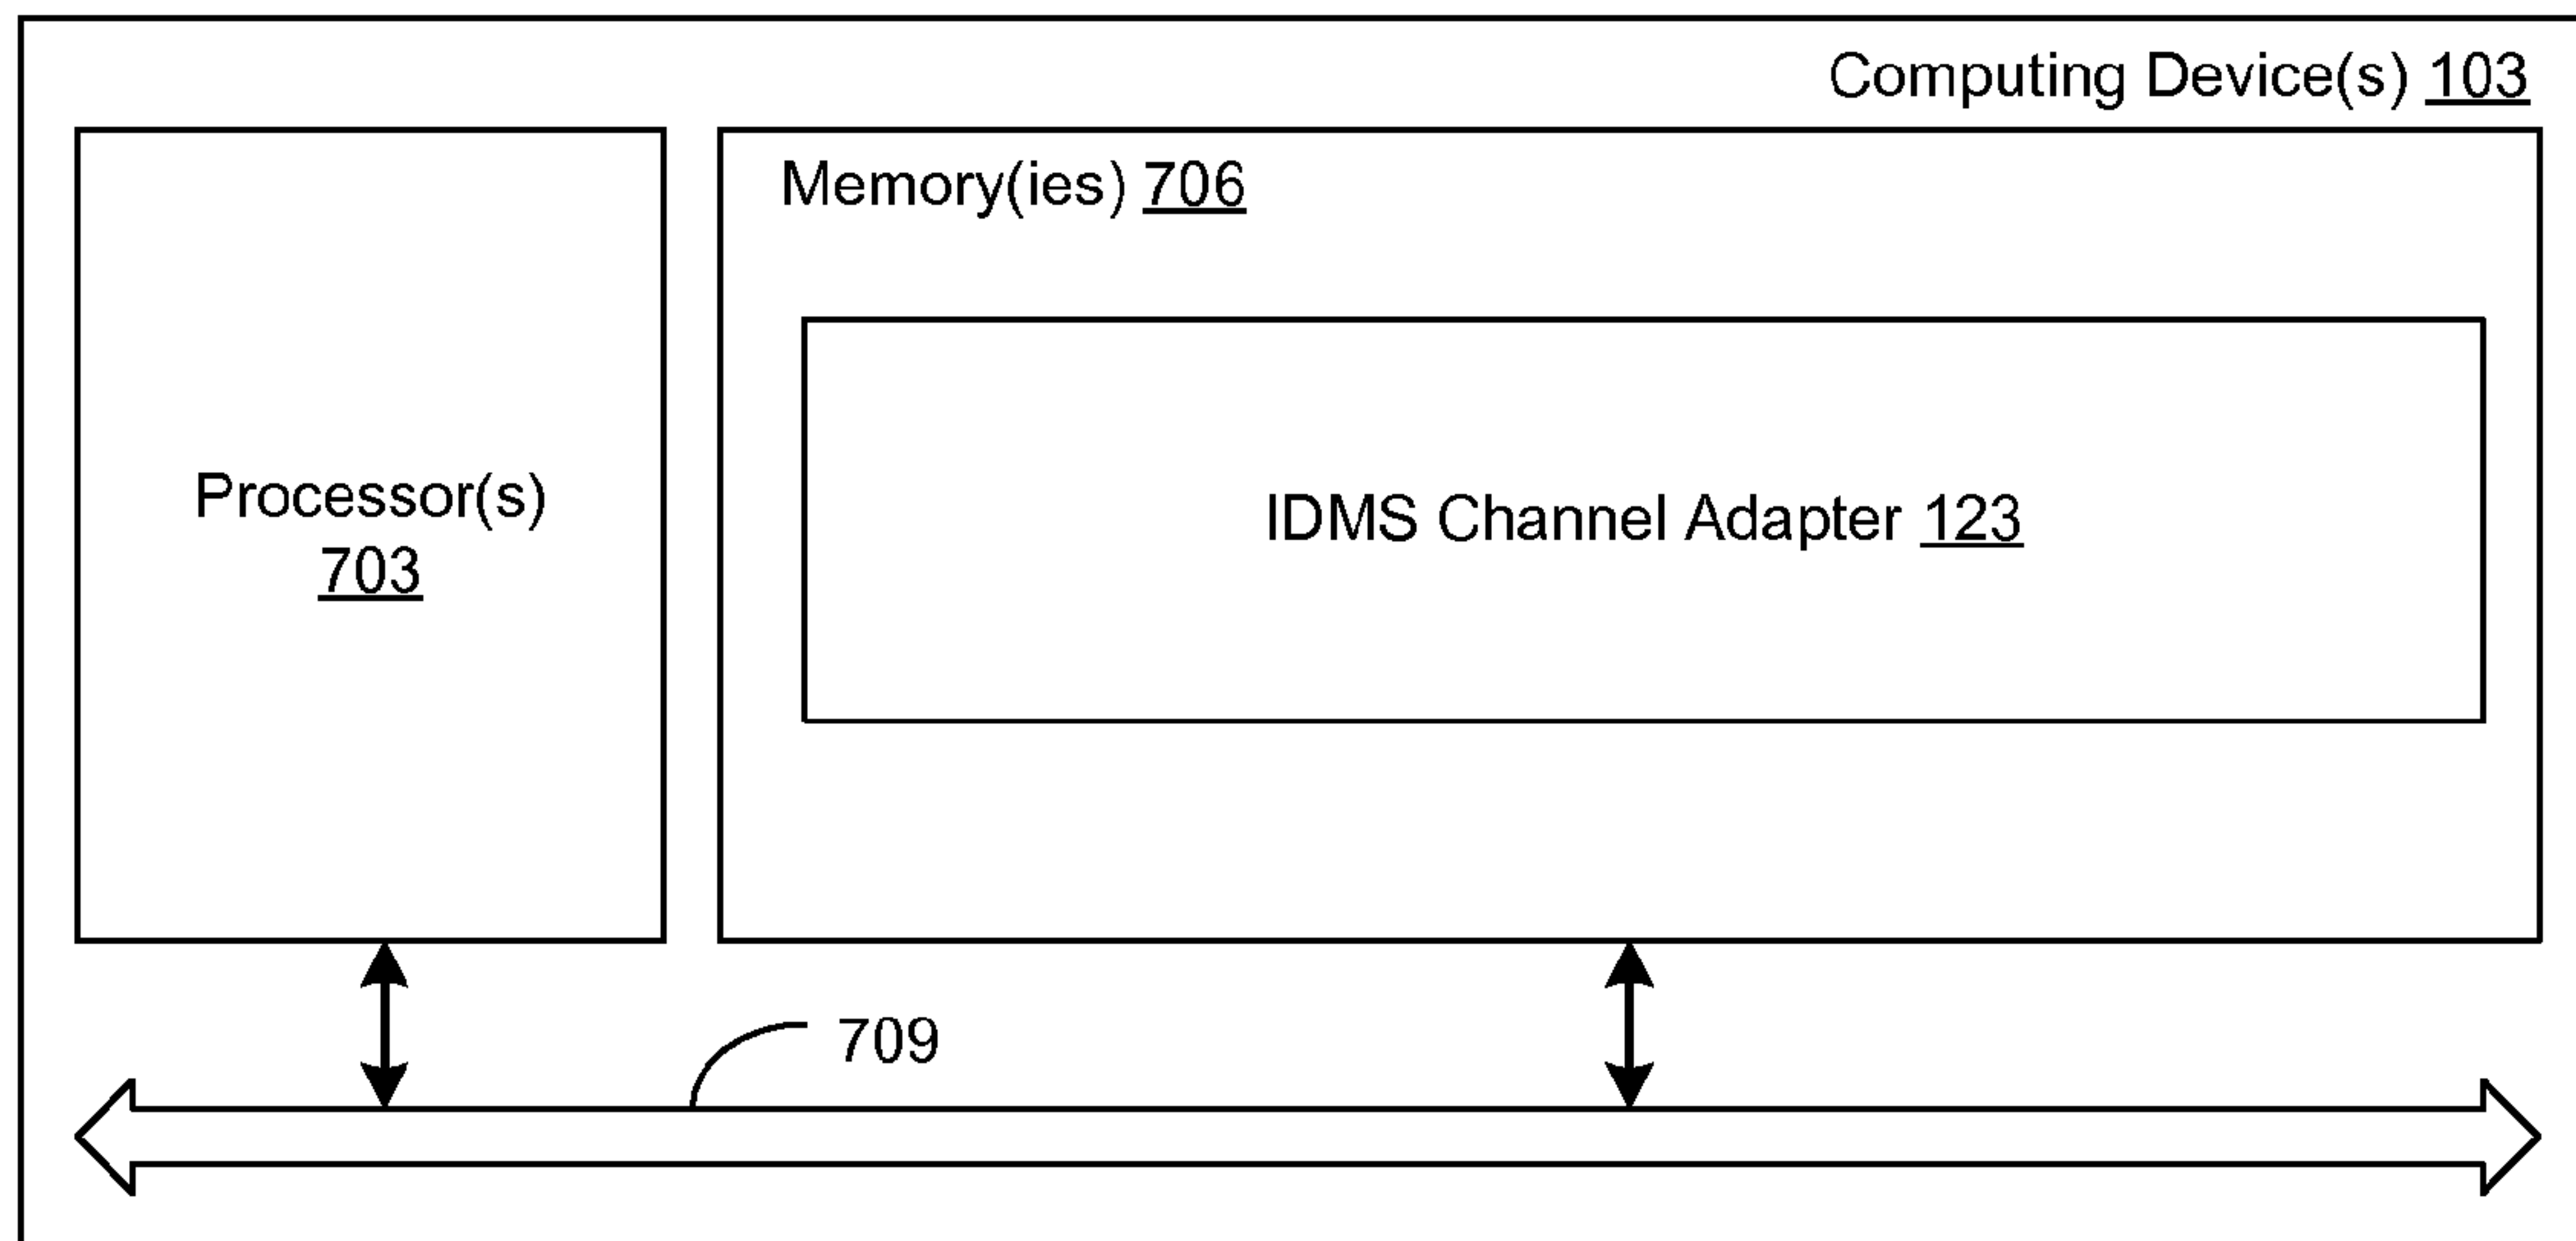 Computing Device(s) 103
Memory(ies) 706
Processor(s)
703
IDMS Channel Adapter 123
709